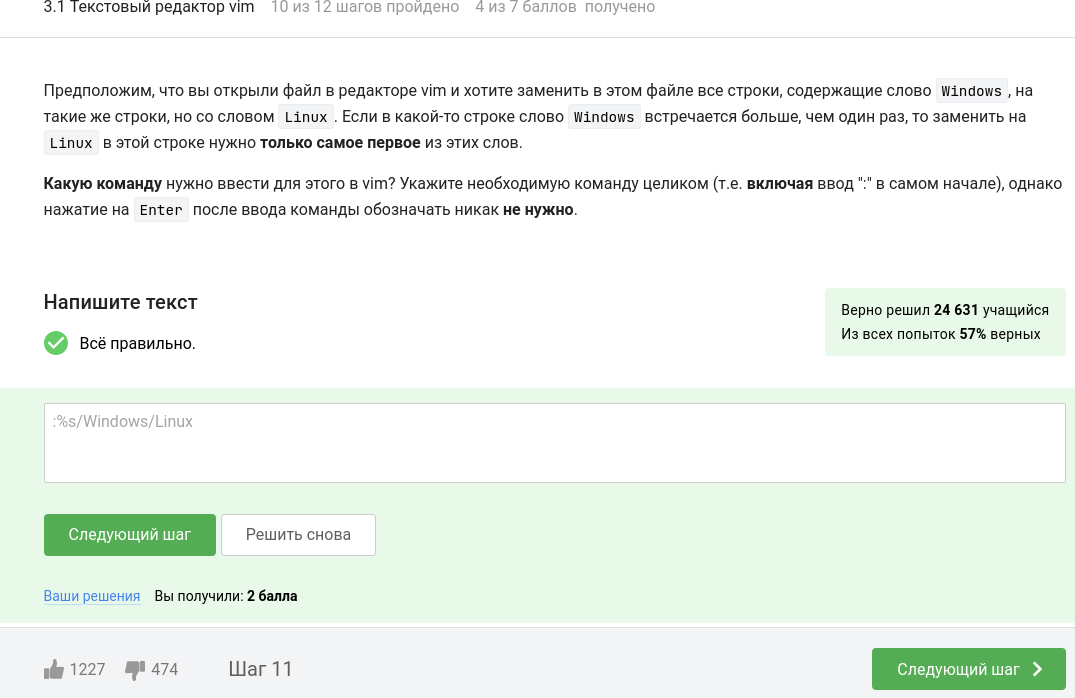 3.1 Текстовый редактор vim 10 из 12 шагов пройдено 4 из 7 баллов получено
Предположим, что вы открыли файл в редакторе vim и хотите заменить в этом файле все строки, содержащие слово Windows, на
такие же строки, но со словом Linux. Если в какой-то строке слово Windows встречается больше, чем один раз, то заменить на
Linux в этой строке нужно только самое первое из этих слов.
Какую команду нужно ввести для этого в vim? Укажите необходимую команду целиком (т.е. включая ввод ":" в самом начале), однако
нажатие на Enter после ввода команды обозначать никак не нужно.
Напишите текст
Верно решил 24 631 учащийся
Из всех попыток 57% верных
Всё правильно.
:%s/Windows/Linux
Следующий шаг Решить снова
Ваши решения Вы получили: 2 балла
1227 474 Шаг 11 Следующий шаг